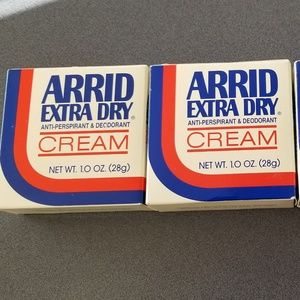 ARRID
EXTRA DRY®
ANTI-PERSPIRANT & DEODORANT
CREAM
NET WT. 1.0 OZ. (28g)
ARRID
EXTRA DRY®
ANTI-PERSPIRANT & DEODORANT
CREAM
NET WT. 1.0 OZ. (28g)